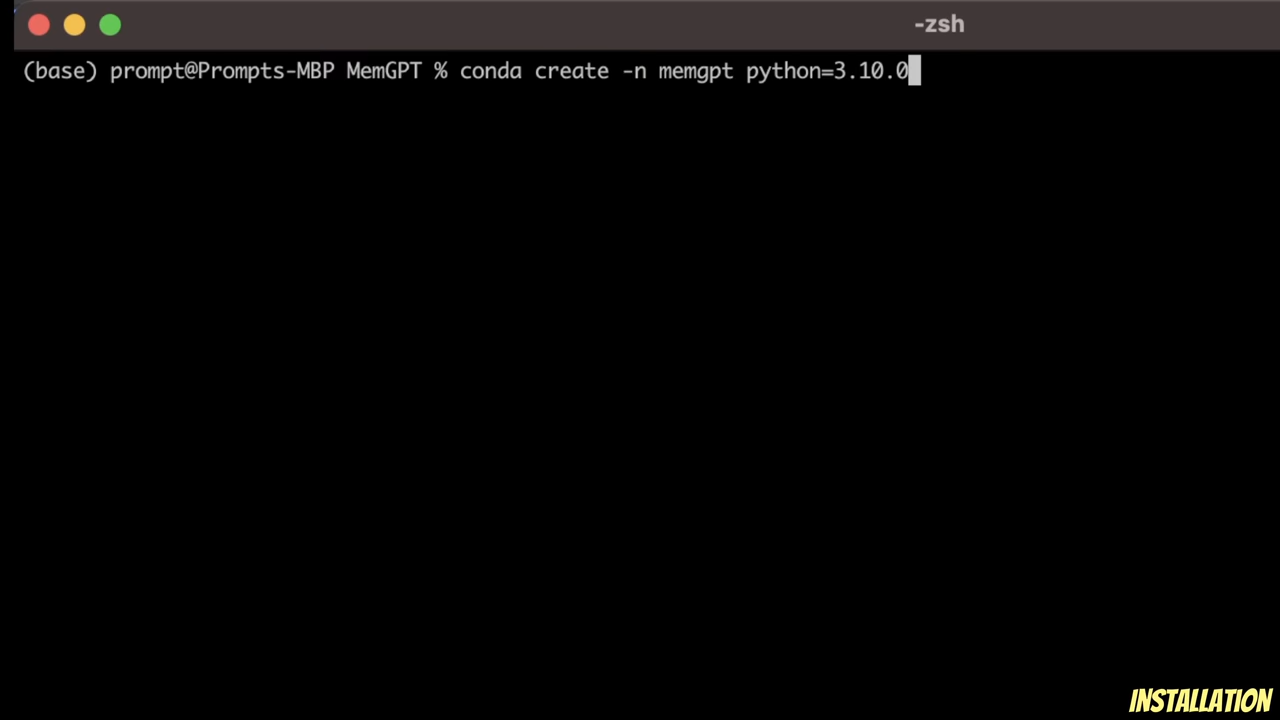 -zsh
(base) prompt@Prompts-MBP MemGPT % conda create -n memgpt python=3.10.0
INSTALLATION